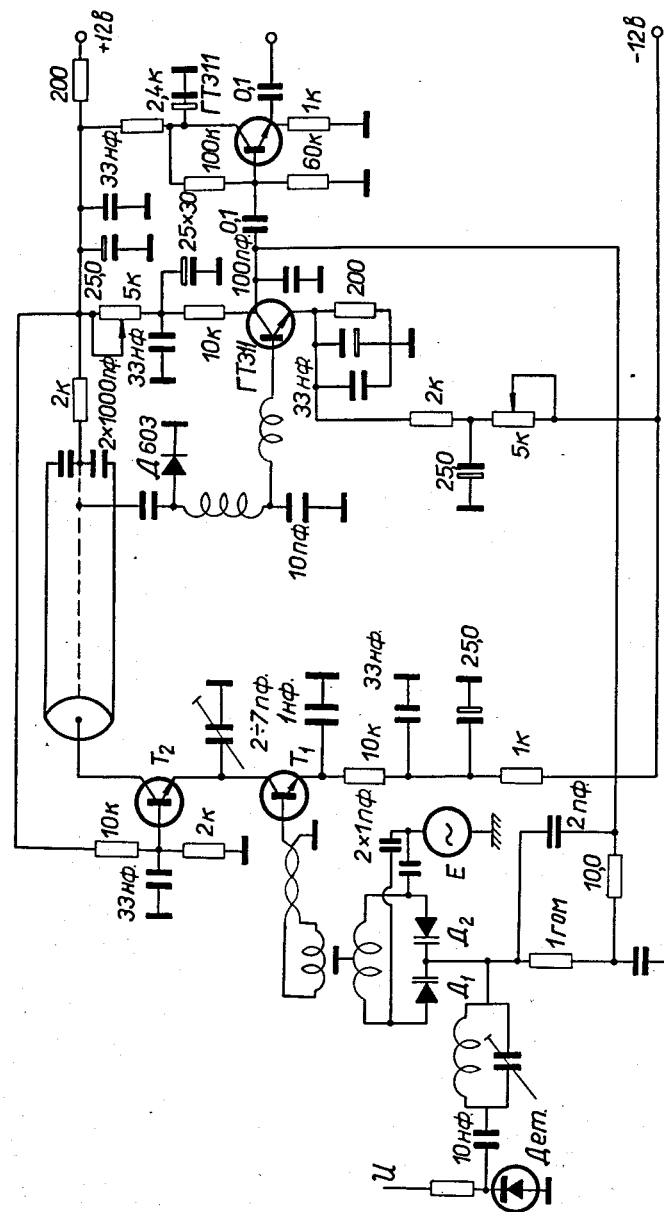 200
+12в
2к
2×1000пф.
25,0
33нф.
5к
2,4к
ГТ311
Д603
33нф.
25×30
100к
0,1
10к
100пф.
0,1
60к
1к
ГТ311
10пф.
200
33нф.
2к
25,0
5к
10к
T₂
33нф.
2к
2÷7пф.
T₁
1нф.
10к
33нф.
25,0
1к
2×1пф.
E
Д₁
Д₂
2пф
1гом
10,0
И
10нф.
Дет.
-12в